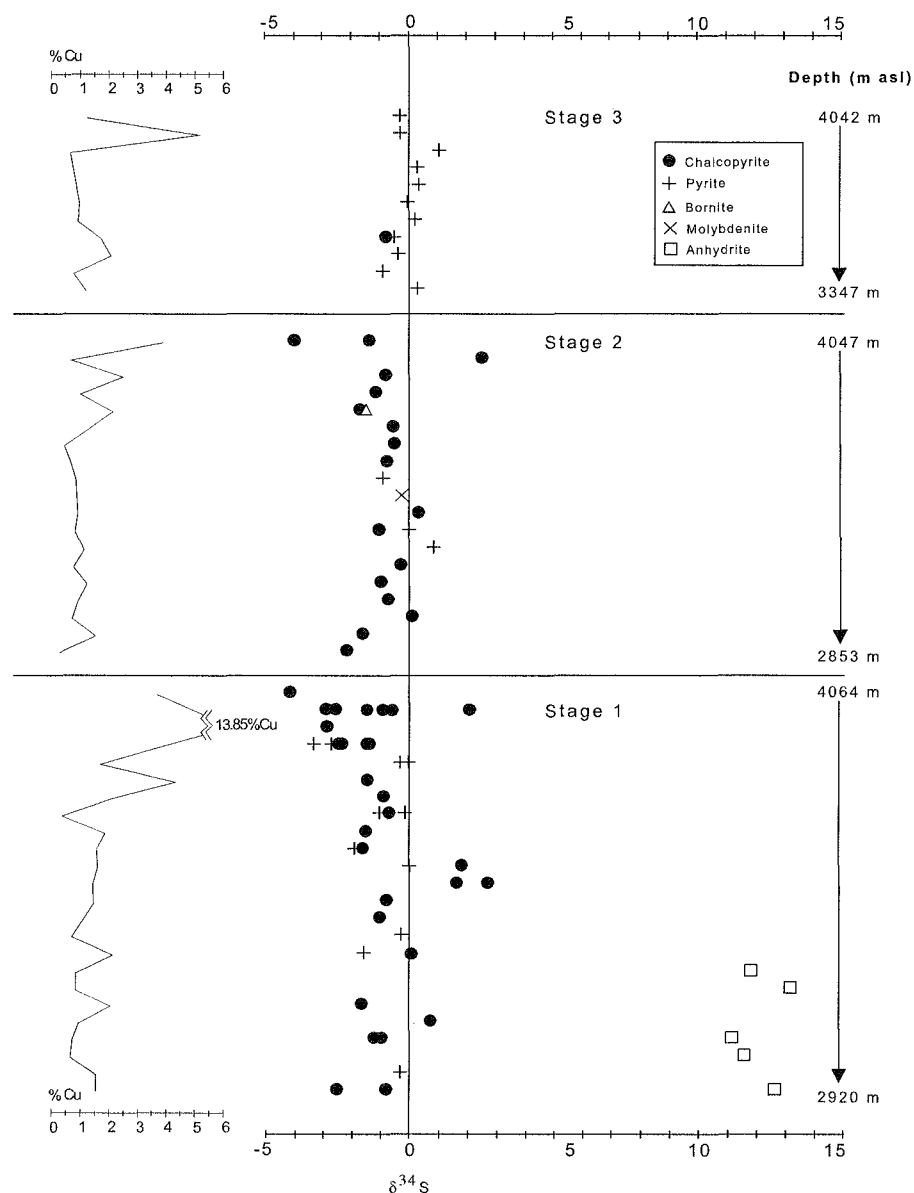 -5 0 5 10 15
% Cu
0 1 2 3 4 5 6
Depth (m asl)
Stage 3
4042 m
Chalcopyrite
Pyrite
Bornite
Molybdenite
Anhydrite
3347 m
Stage 2
4047 m
2853 m
4064 m
Stage 1
13.85%Cu
% Cu
2920 m
0 1 2 3 4 5 6
-5 0 5 10 15
δ34S